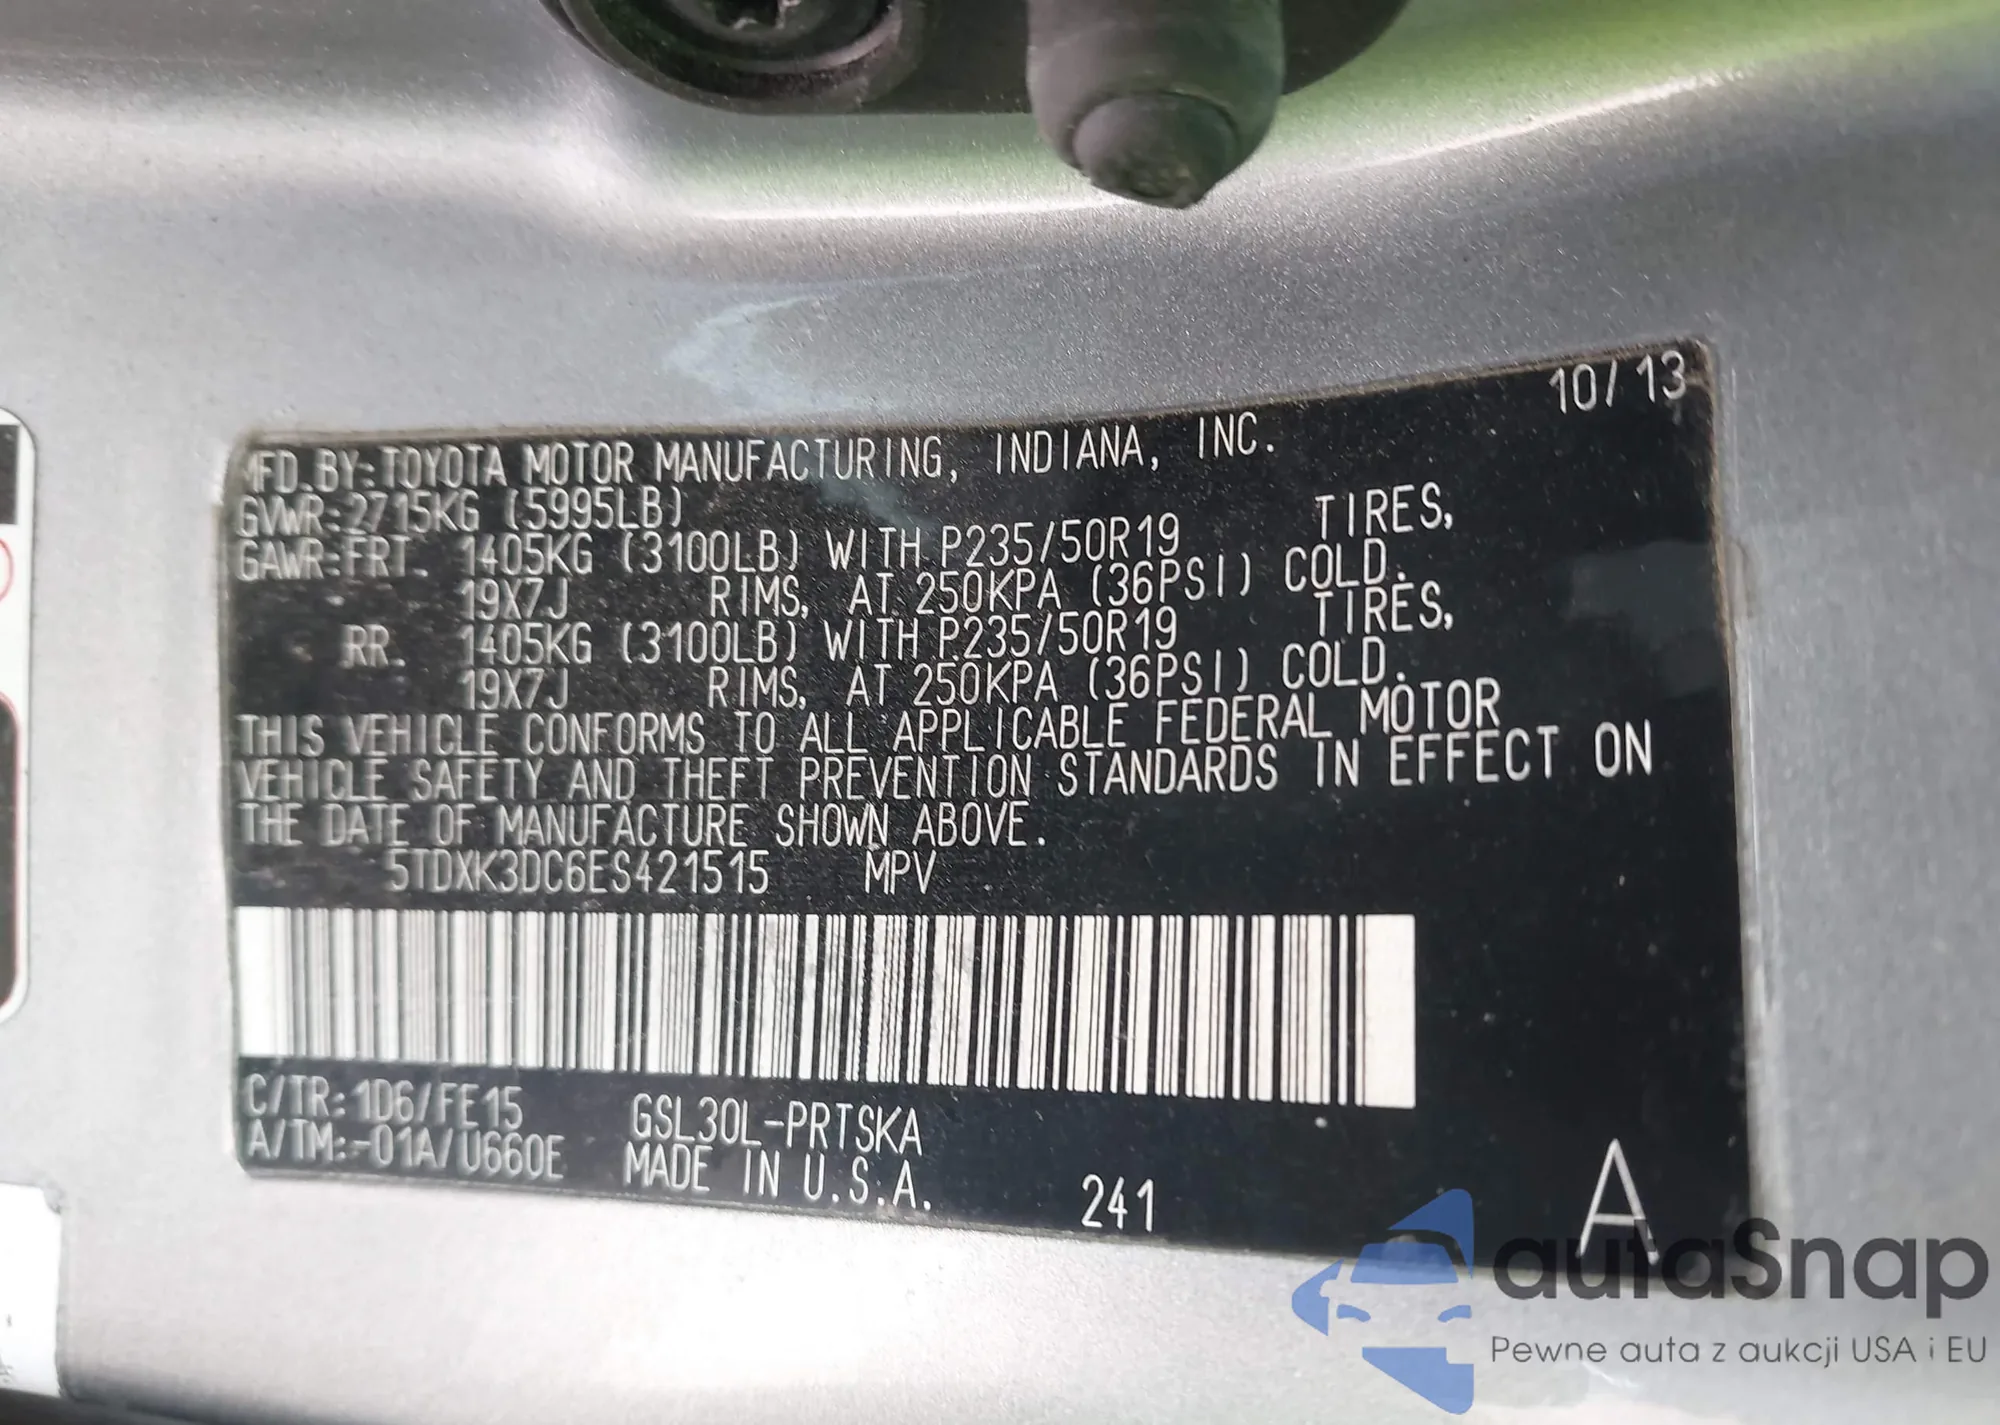 10/13
MFD. BY: TOYOTA MOTOR MANUFACTURING, INDIANA, INC.
GVWR: 2715KG (5995LB)
GAWR: FRT. 1405KG (3100LB) WITH P235/50R19 TIRES,
19X7J RIMS, AT 250KPA (36PSI) COLD.
RR. 1405KG (3100LB) WITH P235/50R19 TIRES,
19X7J RIMS, AT 250KPA (36PSI) COLD.
THIS VEHICLE CONFORMS TO ALL APPLICABLE FEDERAL MOTOR
VEHICLE SAFETY AND THEFT PREVENTION STANDARDS IN EFFECT ON
THE DATE OF MANUFACTURE SHOWN ABOVE.
5TDXK3DC6ES421515 MPV
C/TR: 1D6/FE15 GSL30L-PRTSKA
A/TM: -01A/U660E MADE IN U.S.A. 241 A
autaSnap
Pewne auta z aukcji USA i EU